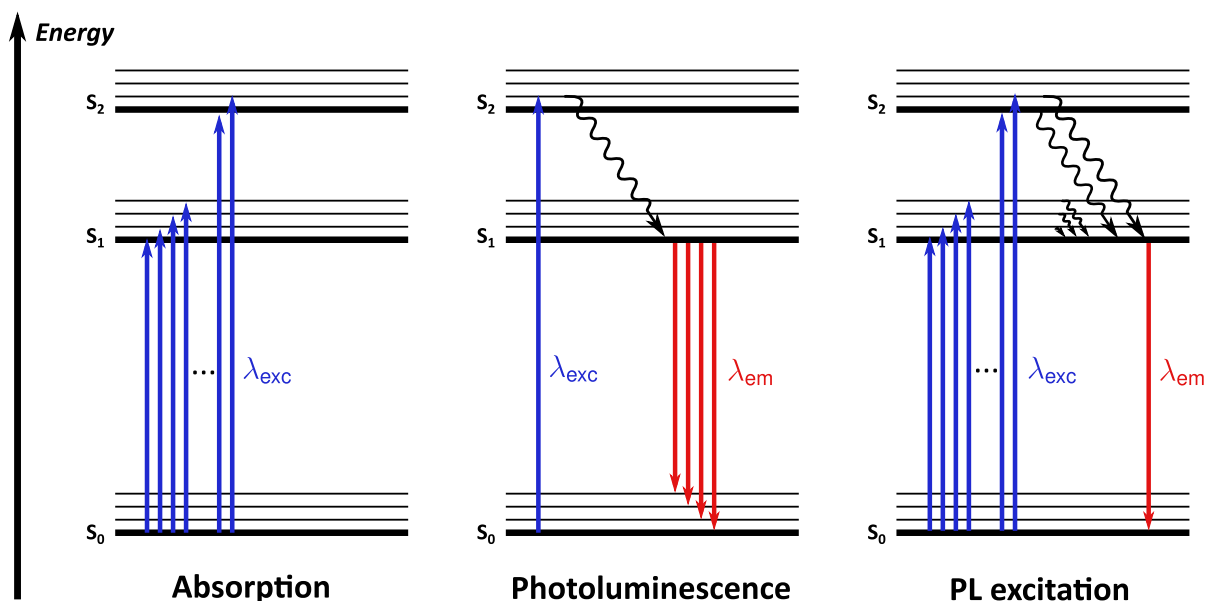 Energy
S2
S1
S0
...
λexc
Absorption
S2
S1
S0
λexc
λem
Photoluminescence
S2
S1
S0
...
λexc
λem
PL excitation